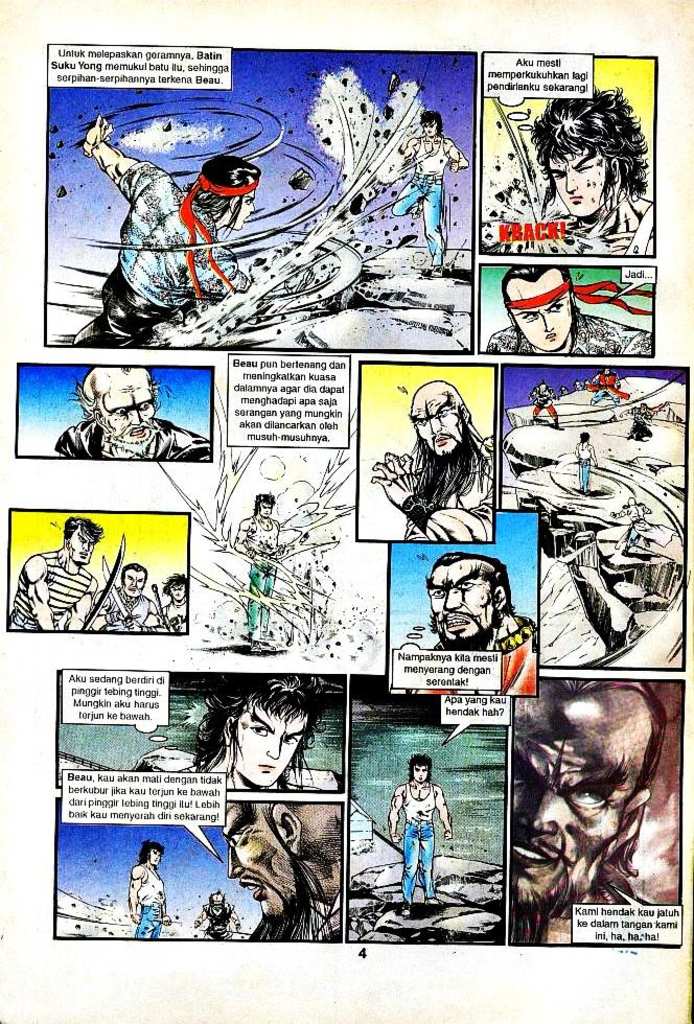 Untuk melepaskan geramnya, Batin
Suku Yong memukul batu itu, sehingga
serpihan-serpihannya terkena Beau.
Aku mesti
memperkukuhkan lagi
pendirianku sekarang!
KRACK!
Jadi...
Beau pun bertenang dan
meningkatkan kuasa
dalamnya agar dia dapat
menghadapi apa saja
serangan yang mungkin
akan dilancarkan oleh
musuh-musuhnya.
Nampaknya kita mesti
menyerang dengan
serentak!
Aku sedang berdiri di
pinggir tebing tinggi.
Mungkin aku harus
terjun ke bawah.
Beau, kau akan mati dengan tidak
berkubur jika kau terjun ke bawah
dari pinggir tebing tinggi itu! Lebih
baik kau menyerah diri sekarang!
Apa yang kau
hendak hah?
Kami hendak kau jatuh
ke dalam tangan kami
ini, ha, ha, ha!
4